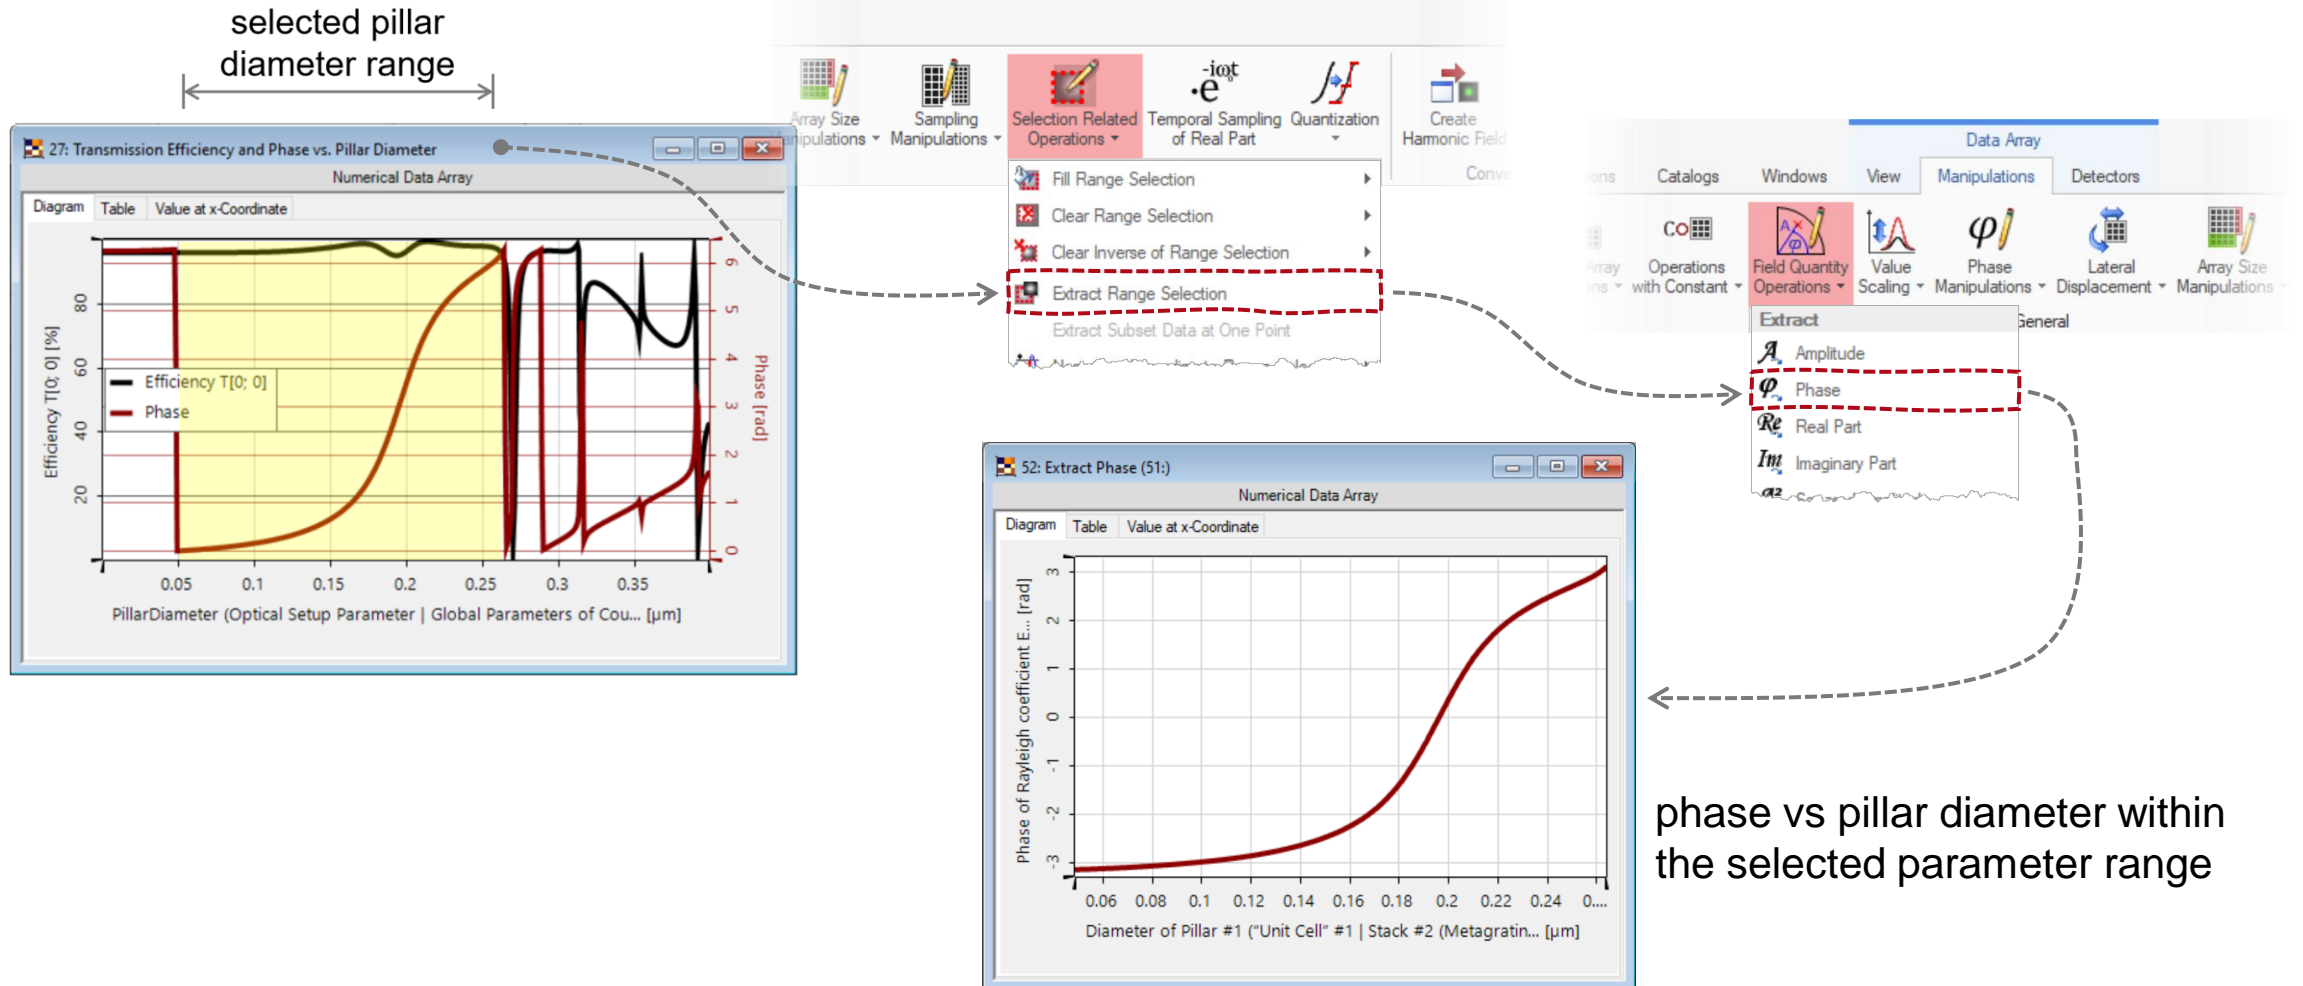 selected pillar
diameter range
27: Transmission Efficiency and Phase vs. Pillar Diameter
Numerical Data Array
Diagram Table Value at x-Coordinate
Efficiency T[0; 0] [%]
80
60
40
20
Efficiency T[0; 0]
Phase
6
5
4
3
2
1
0
Phase [rad]
0.05 0.1 0.15 0.2 0.25 0.3 0.35
PillarDiameter (Optical Setup Parameter | Global Parameters of Cou... [µm]
Array Size
Manipulations
Sampling
Manipulations
Selection Related
Operations
-iωt
·e
Temporal Sampling
of Real Part
Quantization
Create
Harmonic Field
Conve
Fill Range Selection
Clear Range Selection
Clear Inverse of Range Selection
Extract Range Selection
Extract Subset Data at One Point
Data Array
Catalogs Windows View Manipulations Detectors
Operations
with Constant
Field Quantity
Operations
Value
Scaling
Phase
Manipulations
Lateral
Displacement
Array Size
Manipulations
General
Extract
A Amplitude
φ Phase
Re Real Part
Im Imaginary Part
52: Extract Phase (51:)
Numerical Data Array
Diagram Table Value at x-Coordinate
Phase of Rayleigh coefficient E... [rad]
3
2
1
0
-1
-2
-3
0.06 0.08 0.1 0.12 0.14 0.16 0.18 0.2 0.22 0.24 0....
Diameter of Pillar #1 ("Unit Cell" #1 | Stack #2 (Metagratin... [µm]
phase vs pillar diameter within
the selected parameter range